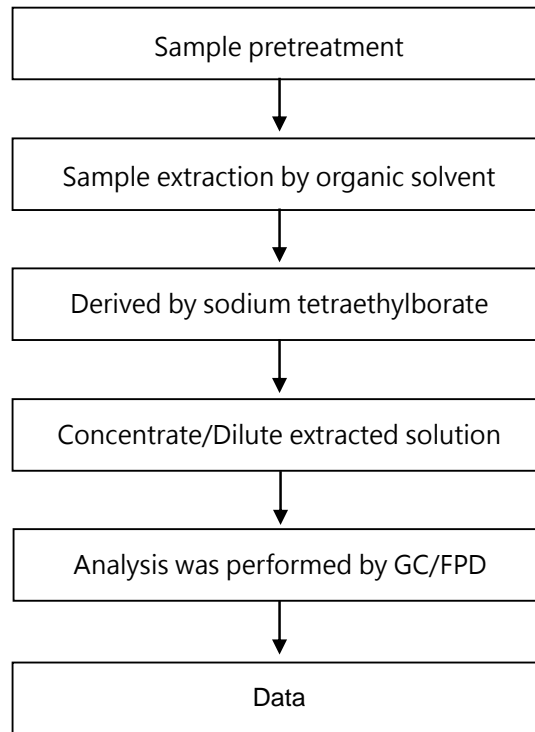 Sample pretreatment
Sample extraction by organic solvent
Derived by sodium tetraethylborate
Concentrate/Dilute extracted solution
Analysis was performed by GC/FPD
Data